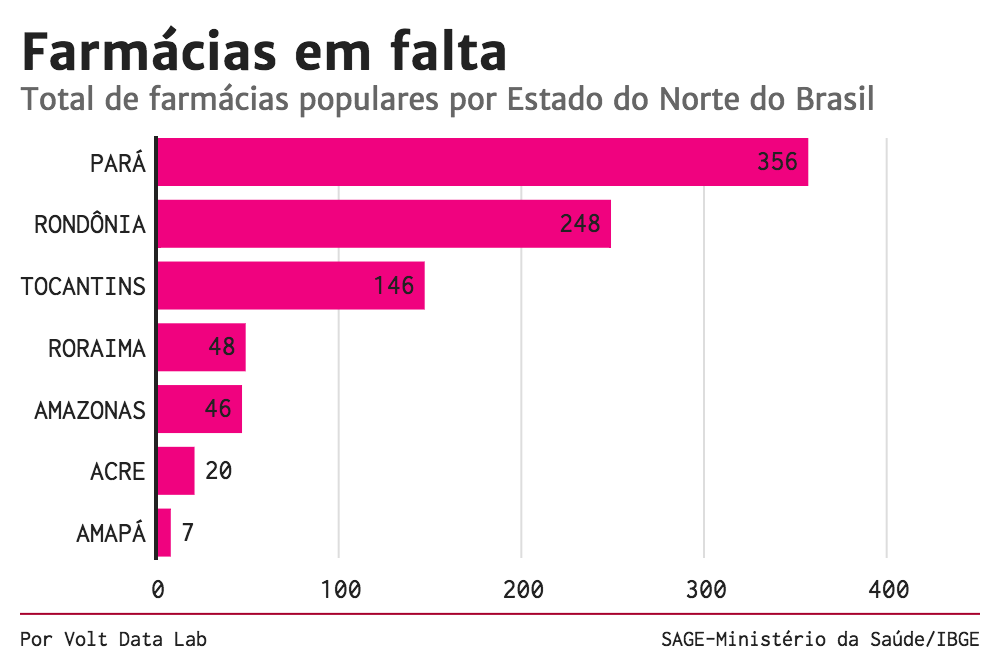 Farmácias em falta
Total de farmácias populares por Estado do Norte do Brasil
PARÁ 356
RONDÔNIA 248
TOCANTINS 146
RORAIMA 48
AMAZONAS 46
ACRE 20
AMAPÁ 7
0 100 200 300 400
Por Volt Data Lab SAGE-Ministério da Saúde/IBGE